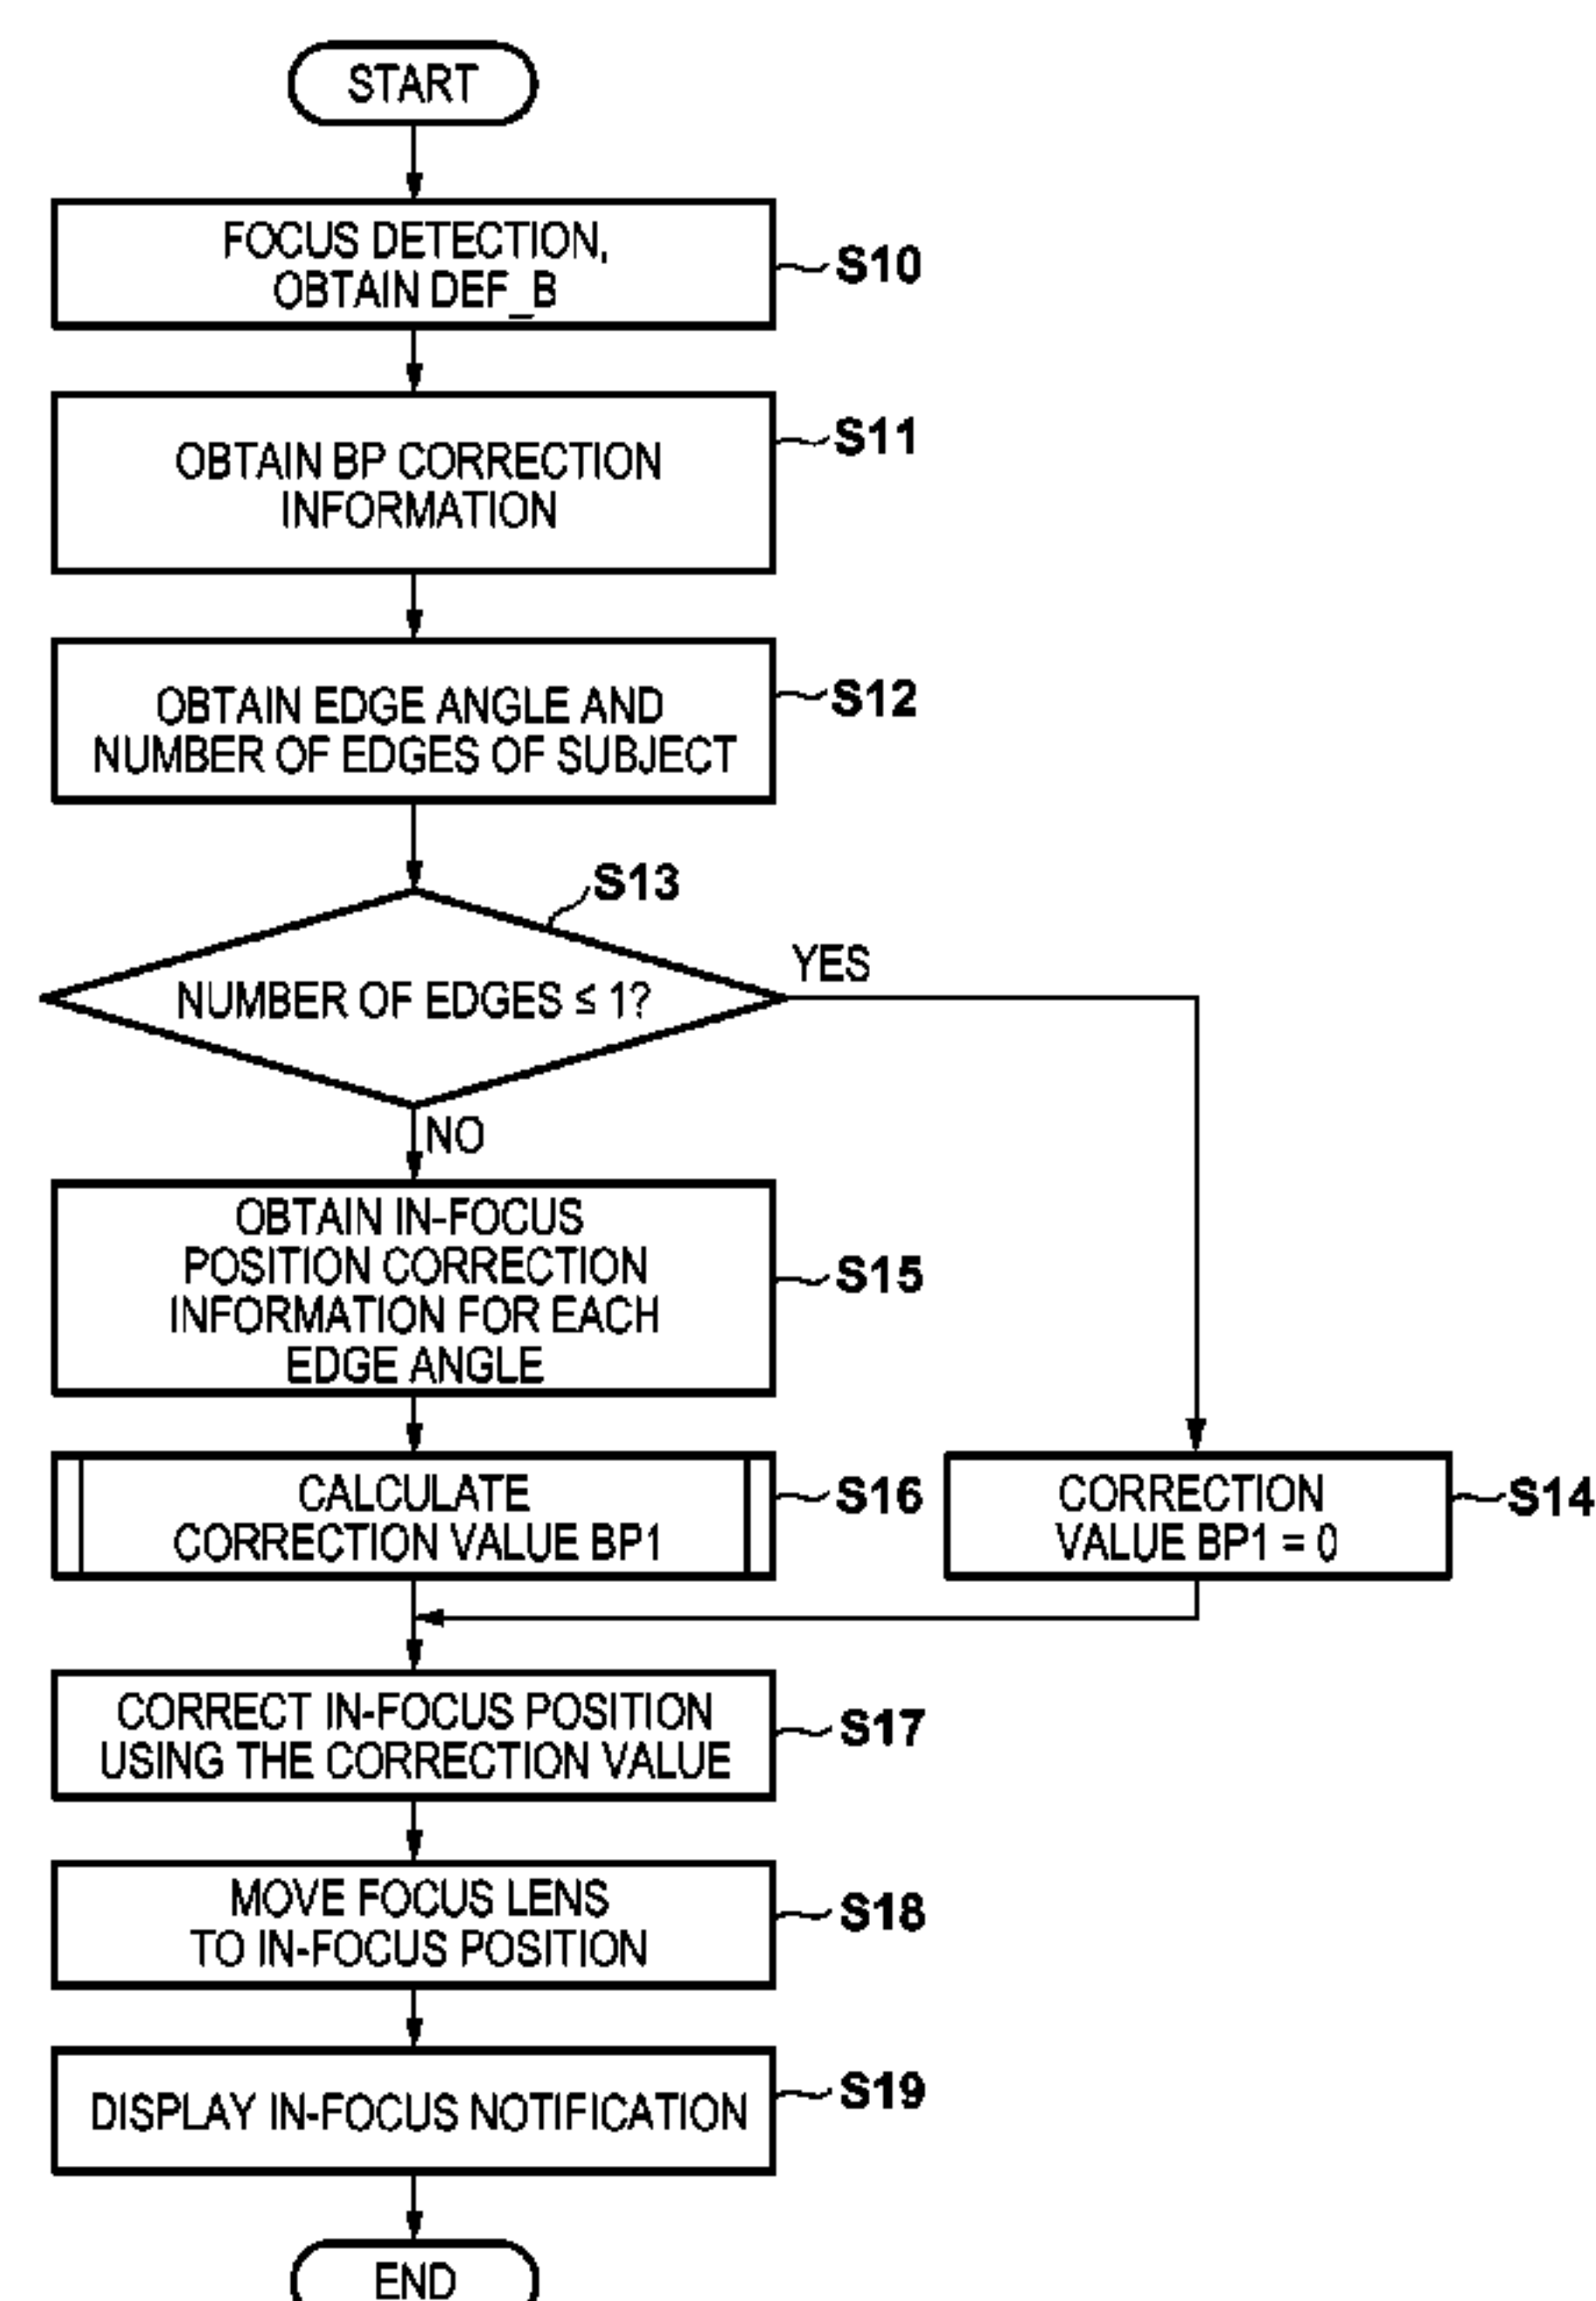 START
FOCUS DETECTION,
OBTAIN DEF_B
S10
OBTAIN BP CORRECTION
INFORMATION
S11
OBTAIN EDGE ANGLE AND
NUMBER OF EDGES OF SUBJECT
S12
S13
NUMBER OF EDGES ≤ 1?
YES
NO
OBTAIN IN-FOCUS
POSITION CORRECTION
INFORMATION FOR EACH
EDGE ANGLE
S15
CALCULATE
CORRECTION VALUE BP1
S16
CORRECTION
VALUE BP1 = 0
S14
CORRECT IN-FOCUS POSITION
USING THE CORRECTION VALUE
S17
MOVE FOCUS LENS
TO IN-FOCUS POSITION
S18
DISPLAY IN-FOCUS NOTIFICATION
S19
END